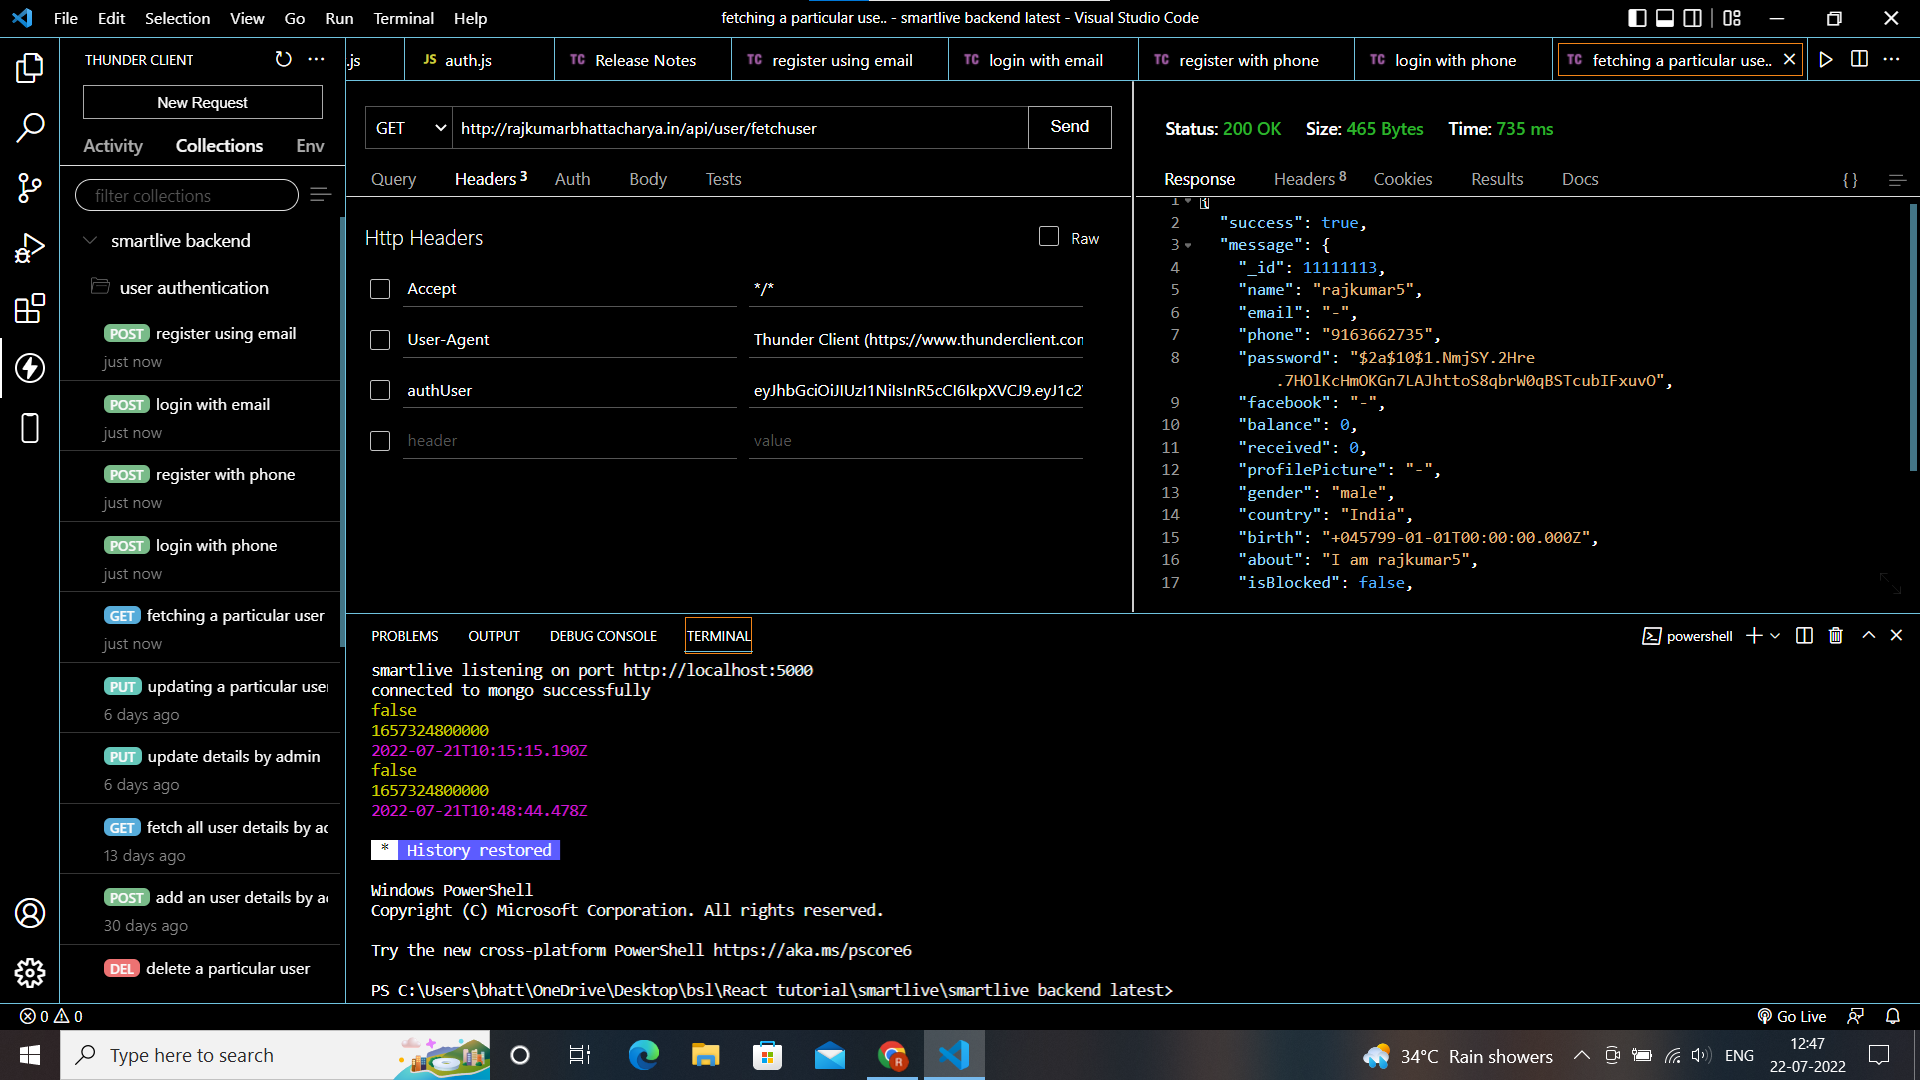 File Edit Selection View Go Run Terminal Help
fetching a particular use.. - smartlive backend latest - Visual Studio Code
THUNDER CLIENT
.js
JS auth.js
TC Release Notes
TC register using email
TC login with email
TC register with phone
TC login with phone
TC fetching a particular use..
New Request
Activity Collections Env
filter collections
smartlive backend
user authentication
POST register using email
just now
POST login with email
just now
POST register with phone
just now
POST login with phone
just now
GET fetching a particular user
just now
PUT updating a particular user
6 days ago
PUT update details by admin
6 days ago
GET fetch all user details by ac
13 days ago
POST add an user details by a
30 days ago
DEL delete a particular user
GET http://rajkumarbhattacharya.in/api/user/fetchuser Send
Query Headers 3 Auth Body Tests
Http Headers Raw
Accept */*
User-Agent Thunder Client (https://www.thunderclient.con
authUser eyJhbGciOiJIUzI1NiIsInR5cCI6IkpXVCJ9.eyJ1c2
header value
Status: 200 OK Size: 465 Bytes Time: 735 ms
Response Headers 8 Cookies Results Docs {}
1 {
2 "success": true,
3 "message": {
4 "_id": 11111113,
5 "name": "rajkumar5",
6 "email": "-",
7 "phone": "9163662735",
8 "password": "$2a$10$1.NmjSY.2Hre
.7HOlKcHmOKGn7LAJhttoS8qbrW0qBSTcubIFxuvO",
9 "facebook": "-",
10 "balance": 0,
11 "received": 0,
12 "profilePicture": "-",
13 "gender": "male",
14 "country": "India",
15 "birth": "+045799-01-01T00:00:00.000Z",
16 "about": "I am rajkumar5",
17 "isBlocked": false,
PROBLEMS OUTPUT DEBUG CONSOLE TERMINAL
powershell
smartlive listening on port http://localhost:5000
connected to mongo successfully
false
1657324800000
2022-07-21T10:15:15.190Z
false
1657324800000
2022-07-21T10:48:44.478Z
* History restored
Windows PowerShell
Copyright (C) Microsoft Corporation. All rights reserved.
Try the new cross-platform PowerShell https://aka.ms/pscore6
PS C:\Users\bhatt\OneDrive\Desktop\bsl\React tutorial\smartlive\smartlive backend latest>
0 0
Go Live
Type here to search
R
34°C Rain showers
ENG
12:47
22-07-2022